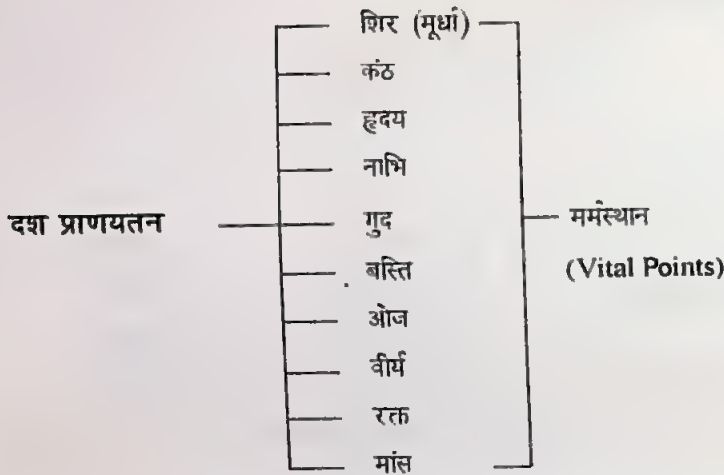 शिर (मूर्धा)
कंठ
हृदय
नाभि
दश प्राणयतन
गुद
मर्मस्थान
बस्ति
(Vital Points)
ओज
वीर्य
रक्त
मांस